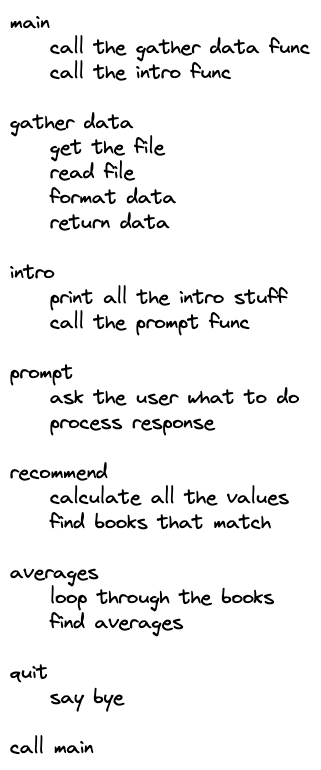 main
call the gather data func
call the intro func
gather data
get the file
read file
format data
return data
intro
print all the intro stuff
call the prompt func
prompt
ask the user what to do
process response
recommend
calculate all the values
find books that match
averages
loop through the books
find averages
quit
say bye
call main